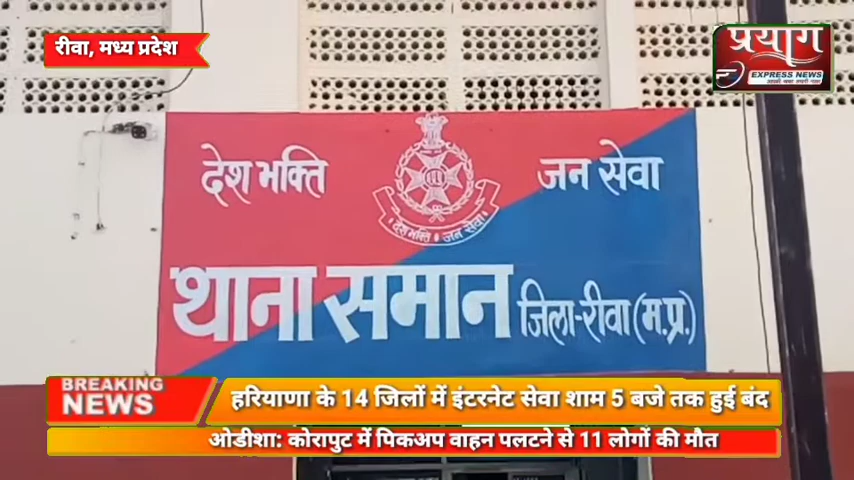 रीवा, मध्य प्रदेश
प्रयाग
EXPRESS NEWS
देश भक्ति
जन सेवा
देश भक्ति जन सेवा
थाना समान जिला-रीवा (म.प्र.)
BREAKING
NEWS
हरियाणा के 14 जिलों में इंटरनेट सेवा शाम 5 बजे तक हुई बंद
ओडीशा: कोरापुट में पिकअप वाहन पलटने से 11 लोगों की मौत